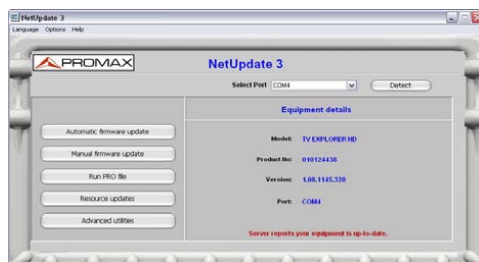 NetUpdate 3
Language Options Help
PROMAX
NetUpdate 3
Select Port COM4 Detect
Equipment details
Automatic firmware update
Manual firmware update
Run PRO file
Resource updates
Advanced utilities
Model: TV EXPLORER HD
Product No: 010124438
Version: 1.08.1145.320
Port: COM4
Server reports your equipment is up-to-date.